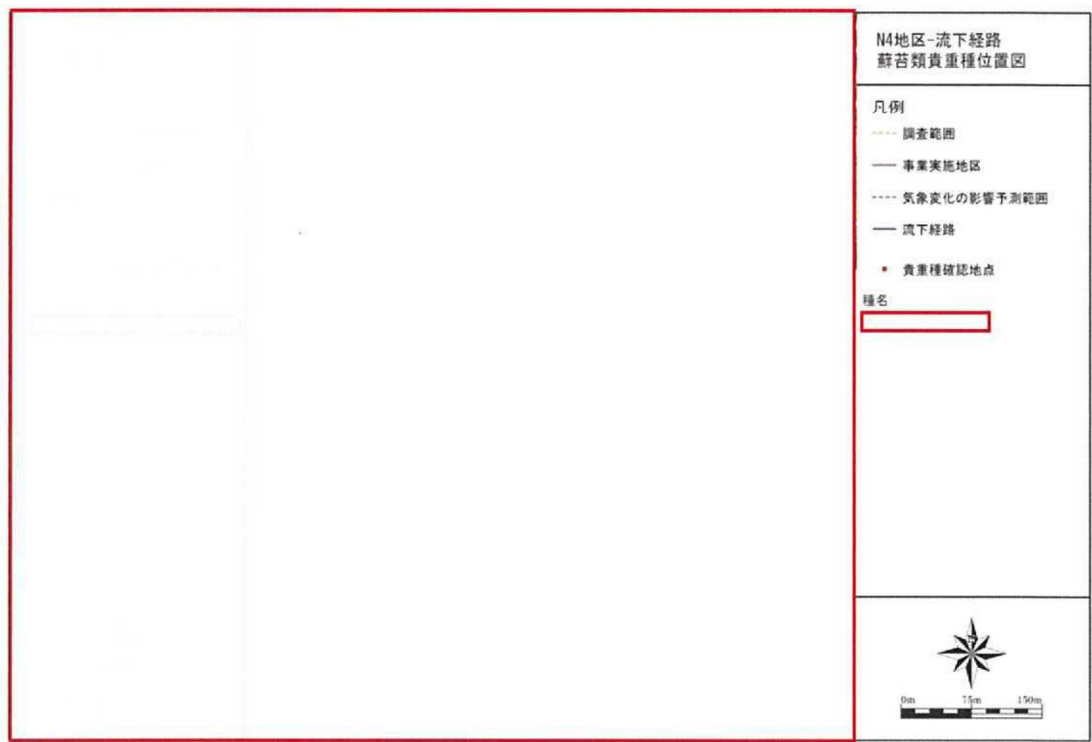 N4地区-流下経路
蘚苔類貴重種位置図
凡例
調査範囲
事業実施地区
気象変化の影響予測範囲
流下経路
貴重種確認地点
種名
0m 75m 150m